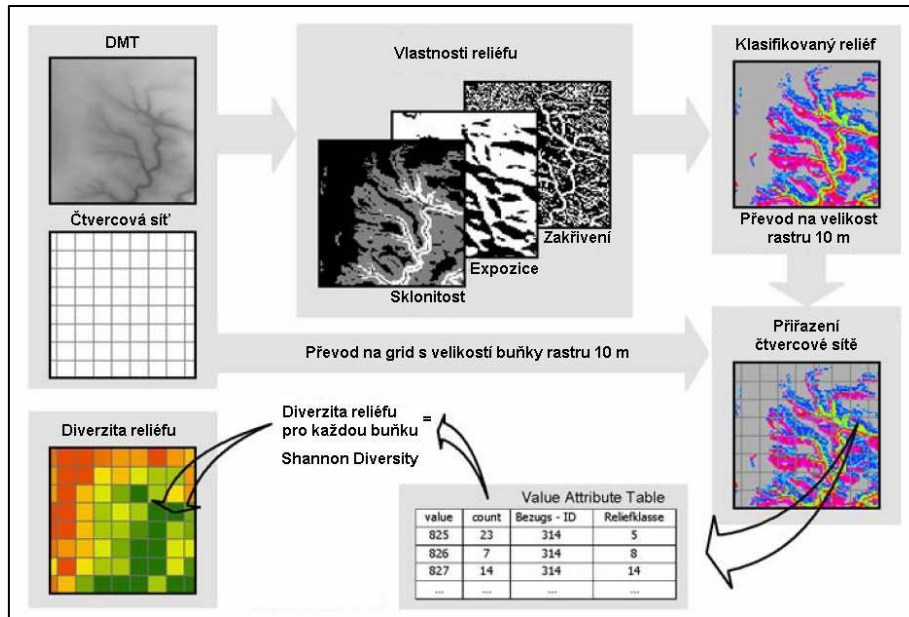 DMT
Čtvercová síť
Vlastnosti reliéfu
Sklonitost
Expozice
Zakřivení
Klasifikovaný reliéf
Převod na velikost
rastru 10 m
Převod na grid s velikostí buňky rastru 10 m
Přiřazení
čtvercové sítě
Diverzita reliéfu
Diverzita reliéfu =
pro každou buňku
Shannon Diversity
Value Attribute Table
value count Bezugs - ID Reliefklasse
825 23 314 5
826 7 314 8
827 14 314 14
... ... ... ...